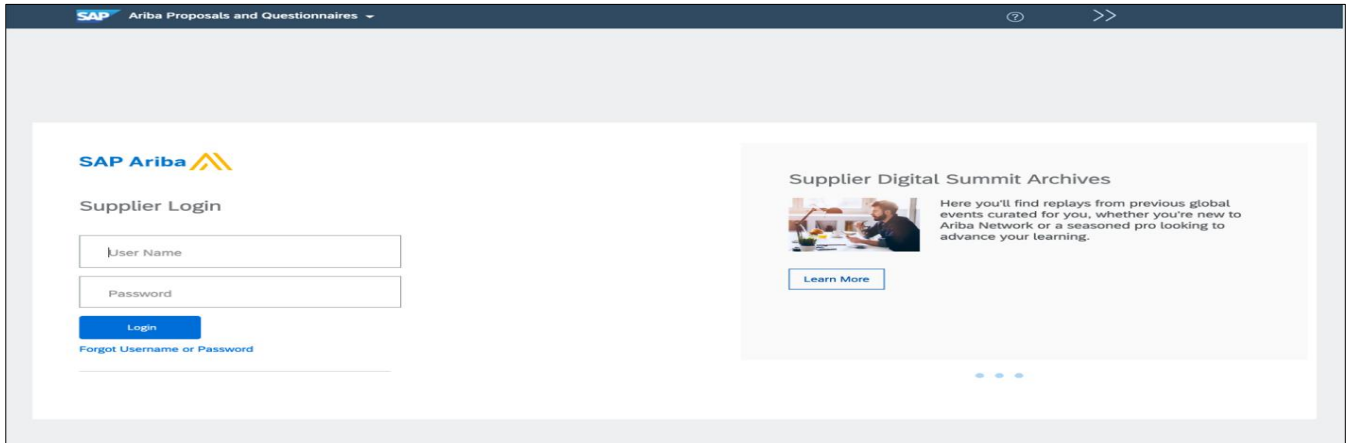 SAP Ariba Proposals and Questionnaires
?
>>
SAP Ariba
Supplier Login
User Name
Password
Login
Forgot Username or Password
Supplier Digital Summit Archives
Here you'll find replays from previous global
events curated for you, whether you're new to
Ariba Network or a seasoned pro looking to
advance your learning.
Learn More